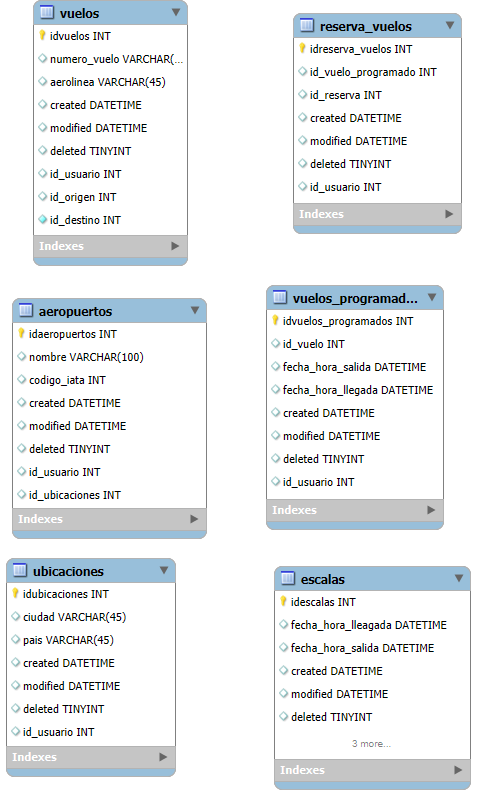 vuelos
idvuelos INT
numero_vuelo VARCHAR(...
aerolinea VARCHAR(45)
created DATETIME
modified DATETIME
deleted TINYINT
id_usuario INT
id_origen INT
id_destino INT
Indexes
reserva_vuelos
idreserva_vuelos INT
id_vuelo_programado INT
id_reserva INT
created DATETIME
modified DATETIME
deleted TINYINT
id_usuario INT
Indexes
aeropuertos
idaeropuertos INT
nombre VARCHAR(100)
codigo_iata INT
created DATETIME
modified DATETIME
deleted TINYINT
id_usuario INT
id_ubicaciones INT
Indexes
vuelos_programad...
idvuelos_programados INT
id_vuelo INT
fecha_hora_salida DATETIME
fecha_hora_llegada DATETIME
created DATETIME
modified DATETIME
deleted TINYINT
id_usuario INT
Indexes
ubicaciones
idubicaciones INT
ciudad VARCHAR(45)
pais VARCHAR(45)
created DATETIME
modified DATETIME
deleted TINYINT
id_usuario INT
Indexes
escalas
idescalas INT
fecha_hora_lleagada DATETIME
fecha_hora_salida DATETIME
created DATETIME
modified DATETIME
deleted TINYINT
3 more...
Indexes